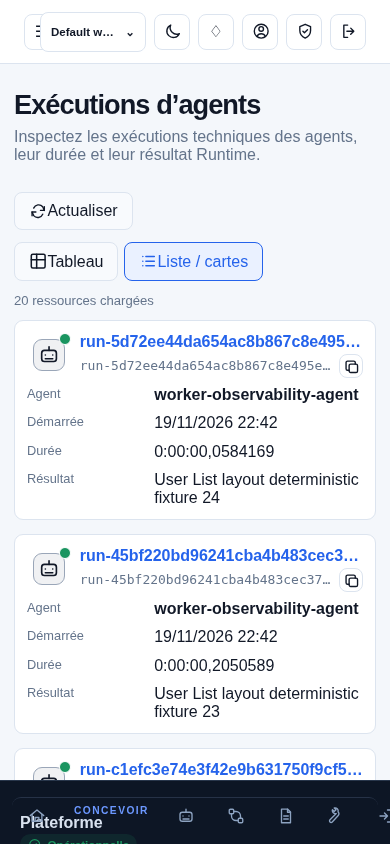 Default w…
Exécutions d’agents
Inspectez les exécutions techniques des agents,
leur durée et leur résultat Runtime.
Actualiser
Tableau
Liste / cartes
20 ressources chargées
run-5d72ee44da654ac8b867c8e495…
run-5d72ee44da654ac8b867c8e495e…
Agent worker-observability-agent
Démarrée 19/11/2026 22:42
Durée 0:00:00,0584169
Résultat User List layout deterministic
fixture 24
run-45bf220bd96241cba4b483cec3…
run-45bf220bd96241cba4b483cec37…
Agent worker-observability-agent
Démarrée 19/11/2026 22:42
Durée 0:00:00,2050589
Résultat User List layout deterministic
fixture 23
run-c1efc3e74e3f42e9b631750f9cf5…
CONCEVOIR
Plateforme
Opérationnelle